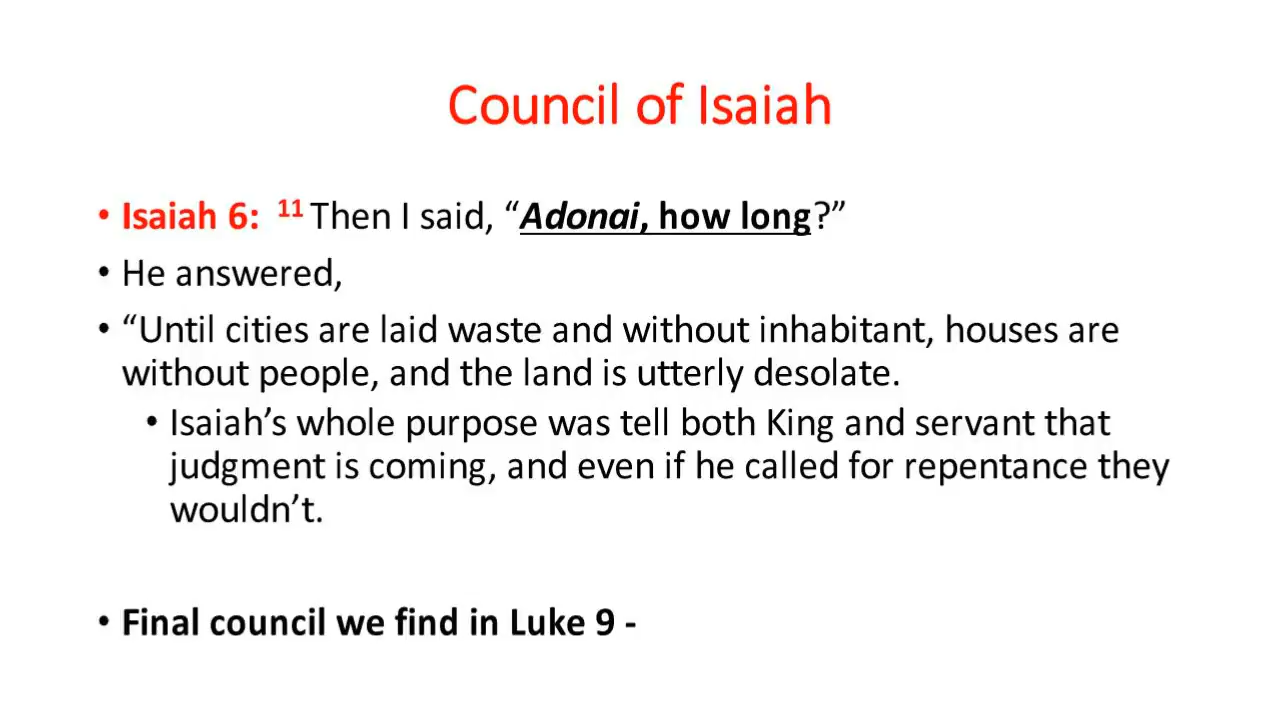 Council of Isaiah
• Isaiah 6: 11 Then I said, “Adonai, how long?”
• He answered,
• “Until cities are laid waste and without inhabitant, houses are
without people, and the land is utterly desolate.
• Isaiah’s whole purpose was tell both King and servant that
judgment is coming, and even if he called for repentance they
wouldn’t.
• Final council we find in Luke 9 -